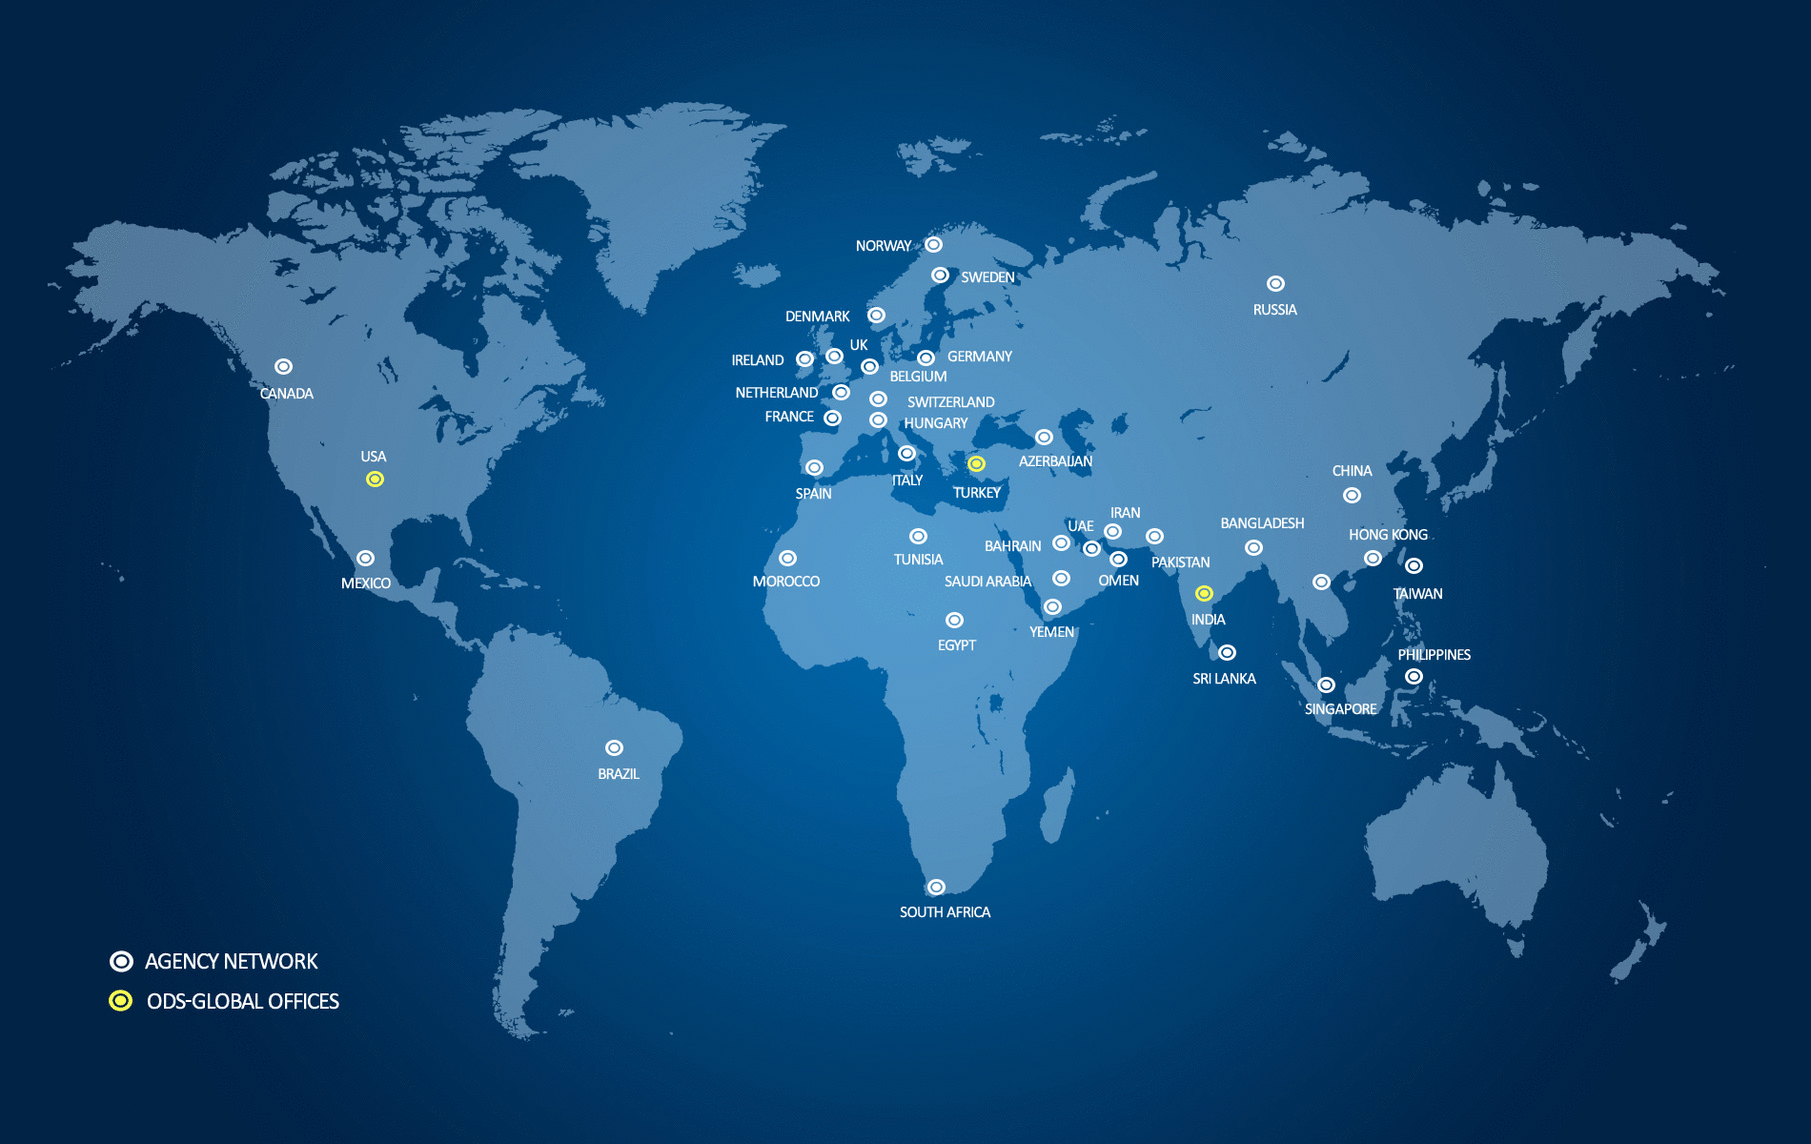 NORWAY
SWEDEN
RUSSIA
DENMARK
UK
IRELAND
GERMANY
BELGIUM
CANADA
NETHERLAND
SWITZERLAND
FRANCE
HUNGARY
USA
AZERBAIJAN
CHINA
ITALY
SPAIN
TURKEY
IRAN
UAE
BANGLADESH
HONG KONG
BAHRAIN
TUNISIA
PAKISTAN
MEXICO
MOROCCO
SAUDI ARABIA
OMEN
TAIWAN
INDIA
YEMEN
EGYPT
PHILIPPINES
SRI LANKA
SINGAPORE
BRAZIL
SOUTH AFRICA
AGENCY NETWORK
ODS-GLOBAL OFFICES